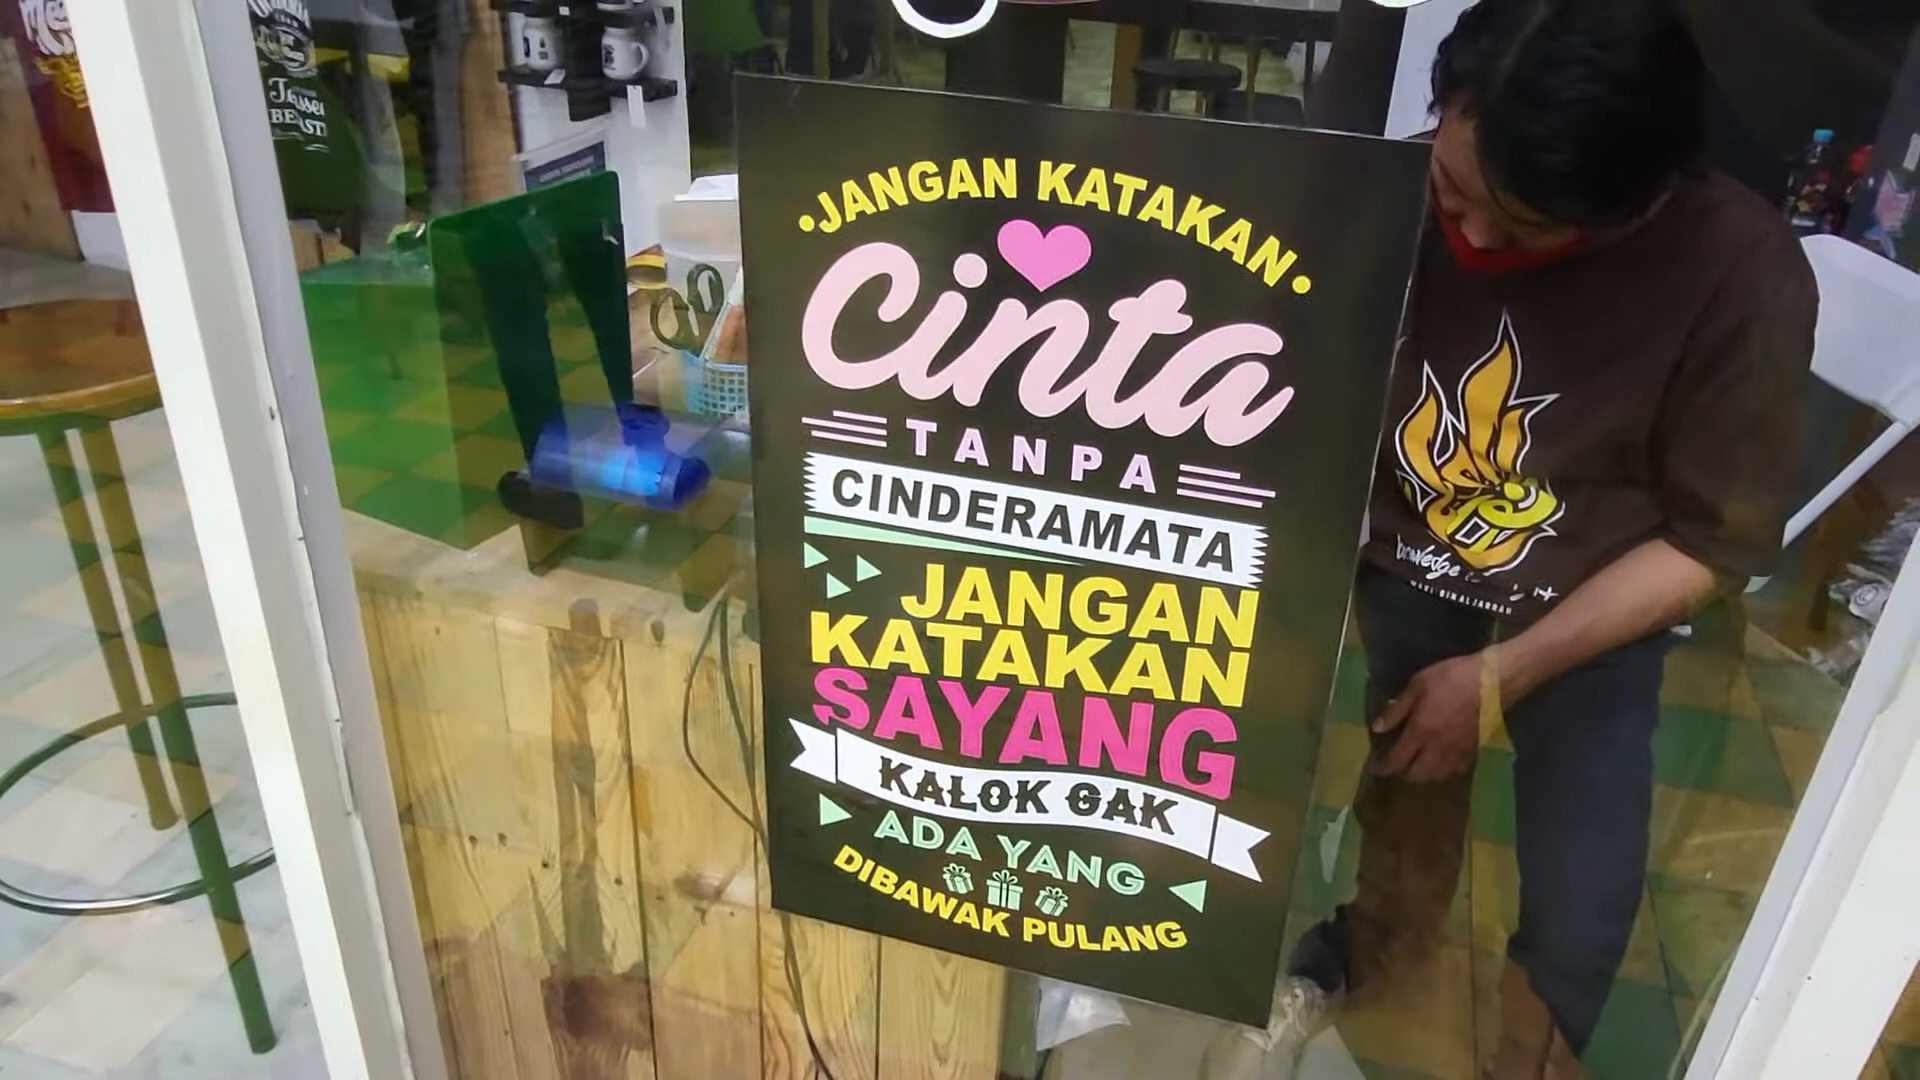 JANGAN KATAKAN
Cinta
TANPA
CINDERAMATA
JANGAN
KATAKAN
SAYANG
KALOK GAK
ADA YANG
DIBAWAK PULANG